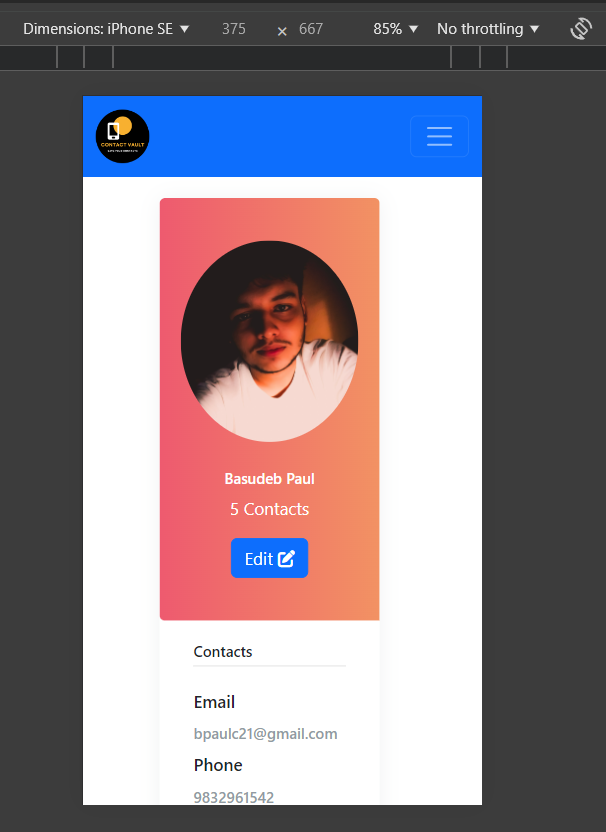 Dimensions: iPhone SE ▼ 375 × 667 85% ▼ No throttling ▼
CONTACT VAULT
Basudeb Paul
5 Contacts
Edit
Contacts
Email
bpaulc21@gmail.com
Phone
9832961542